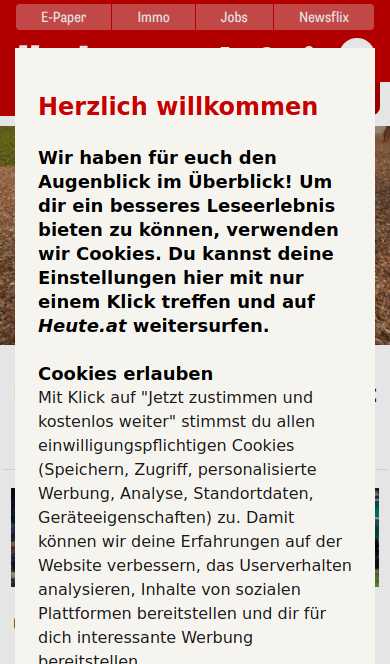 E-Paper Immo Jobs Newsflix
Herzlich willkommen
Wir haben für euch den
Augenblick im Überblick! Um
dir ein besseres Leseerlebnis
bieten zu können, verwenden
wir Cookies. Du kannst deine
Einstellungen hier mit nur
einem Klick treffen und auf
Heute.at weitersurfen.
Cookies erlauben
Mit Klick auf "Jetzt zustimmen und
kostenlos weiter" stimmst du allen
einwilligungspflichtigen Cookies
(Speichern, Zugriff, personalisierte
Werbung, Analyse, Standortdaten,
Geräteeigenschaften) zu. Damit
können wir deine Erfahrungen auf der
Website verbessern, das Userverhalten
analysieren, Inhalte von sozialen
Plattformen bereitstellen und dir für
dich interessante Werbung
bereitstellen